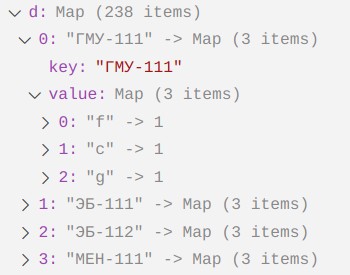 d: Map (238 items)
0: "ГМУ-111" -> Map (3 items)
key: "ГМУ-111"
value: Map (3 items)
0: "f" -> 1
1: "c" -> 1
2: "g" -> 1
1: "ЭБ-111" -> Map (3 items)
2: "ЭБ-112" -> Map (3 items)
3: "МЕН-111" -> Map (3 items)